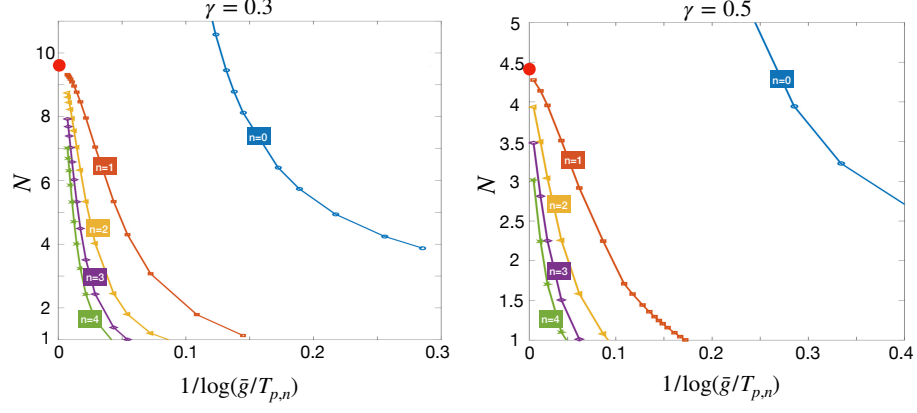 γ = 0.3
N
10
8
6
4
2
1
n=0
n=1
n=2
n=3
n=4
0
0.1
0.2
0.3
1/log(ḡ/T_{p,n})
γ = 0.5
N
5
4.5
4
3.5
3
2.5
2
1.5
1
n=0
n=1
n=2
n=3
n=4
0
0.1
0.2
0.3
0.4
1/log(ḡ/T_{p,n})